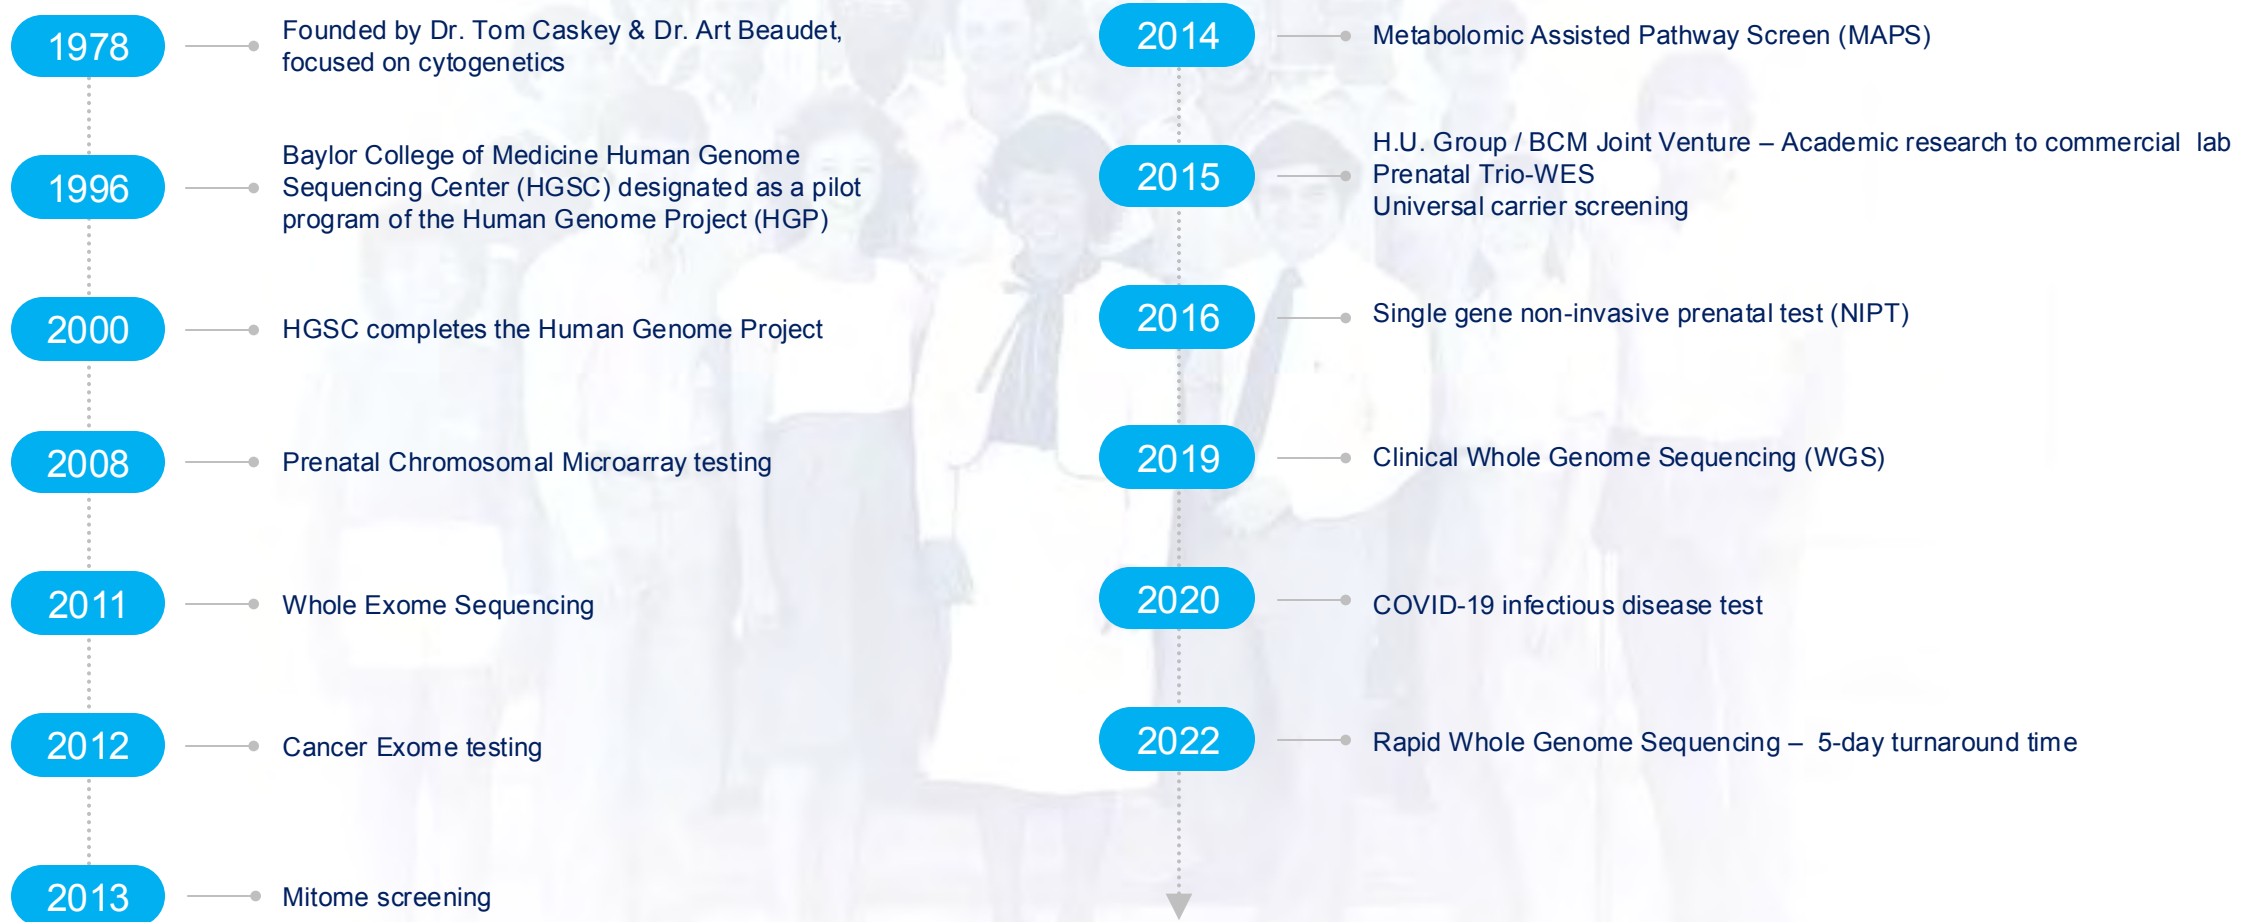 1978
Founded by Dr. Tom Caskey & Dr. Art Beaudet,
focused on cytogenetics
1996
Baylor College of Medicine Human Genome
Sequencing Center (HGSC) designated as a pilot
program of the Human Genome Project (HGP)
2000
HGSC completes the Human Genome Project
2008
Prenatal Chromosomal Microarray testing
2011
Whole Exome Sequencing
2012
Cancer Exome testing
2013
Mitome screening
2014
Metabolomic Assisted Pathway Screen (MAPS)
2015
H.U. Group / BCM Joint Venture – Academic research to commercial lab
Prenatal Trio-WES
Universal carrier screening
2016
Single gene non-invasive prenatal test (NIPT)
2019
Clinical Whole Genome Sequencing (WGS)
2020
COVID-19 infectious disease test
2022
Rapid Whole Genome Sequencing – 5-day turnaround time